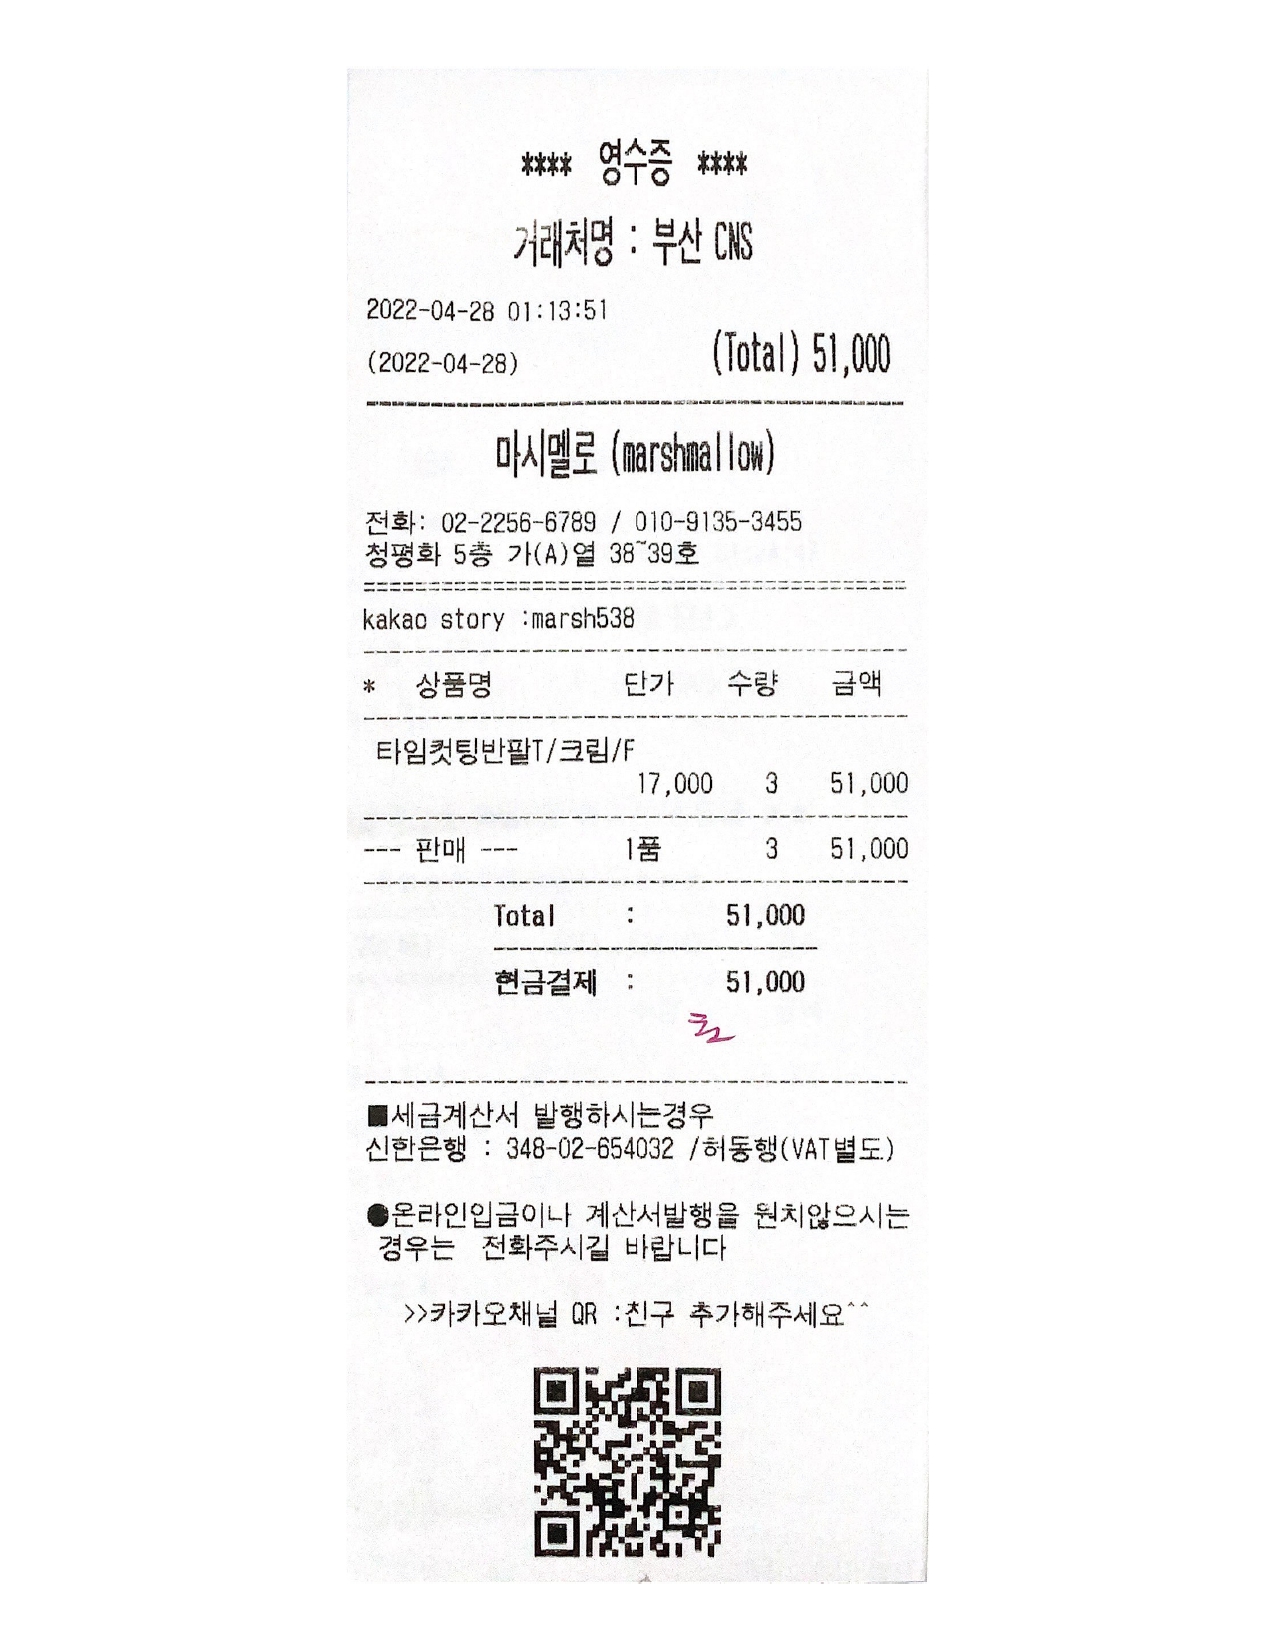 **** 영수증 ****
거래처명 : 부산 CNS
2022-04-28 01:13:51
(2022-04-28) (Total) 51,000
마시멜로 (marshmallow)
전화: 02-2256-6789 / 010-9135-3455
청평화 5층 가(A)열 38~39호
kakao story :marsh538
* 상품명 단가 수량 금액
타임컷팅반팔T/크림/F
17,000 3 51,000
--- 판매 --- 1품 3 51,000
Total : 51,000
현금결제 : 51,000
■세금계산서 발행하시는경우
신한은행 : 348-02-654032 /허동행(VAT별도)
●온라인입금이나 계산서발행을 원치않으시는
경우는 전화주시길 바랍니다
>>카카오채널 QR :친구 추가해주세요^^